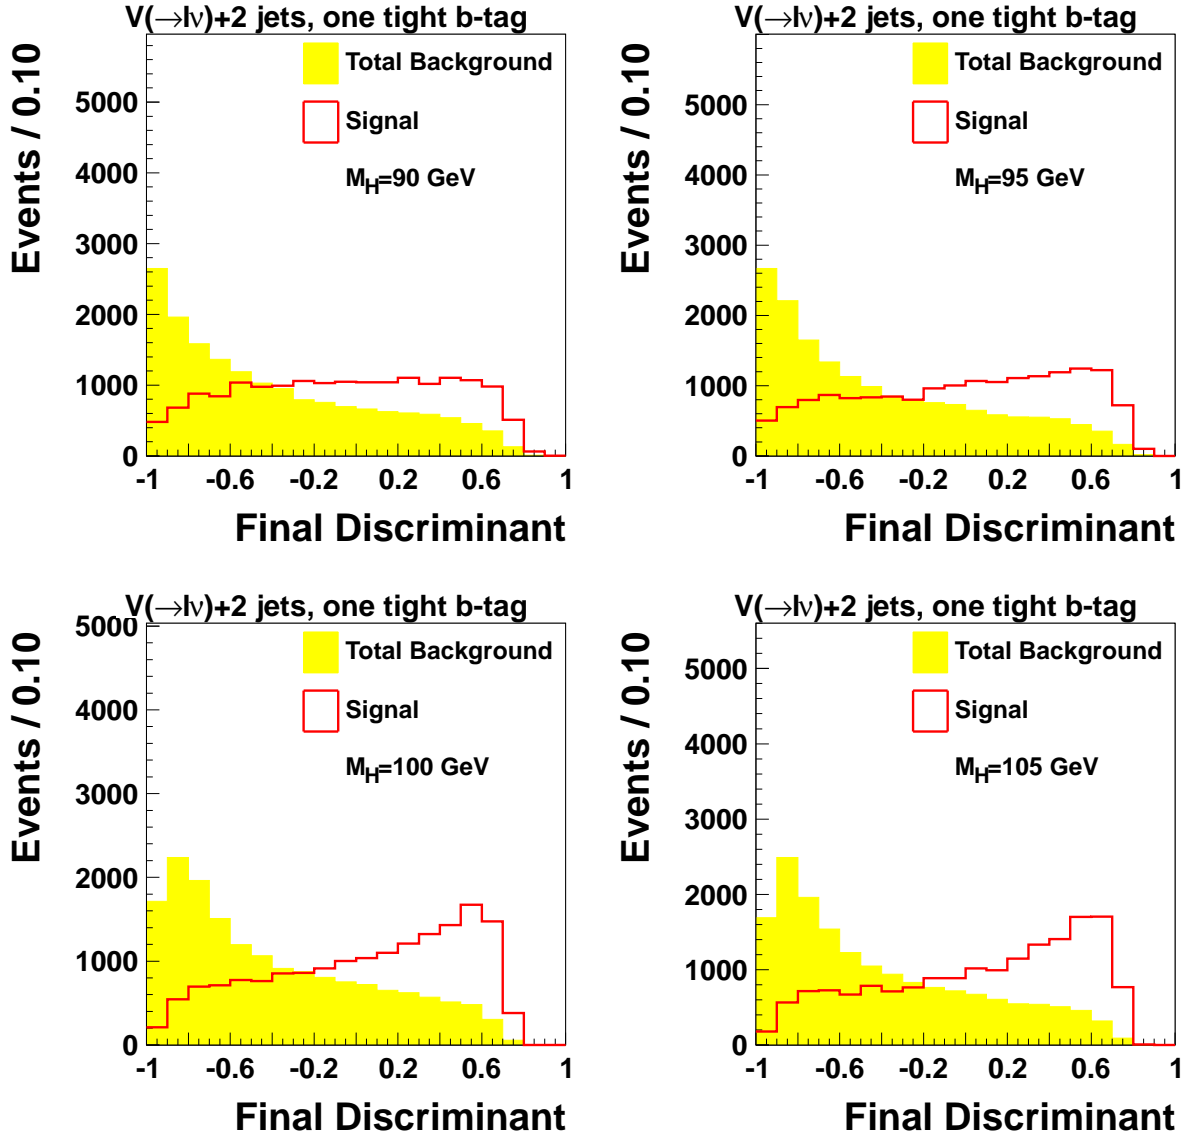 V(→lν)+2 jets, one tight b-tag
Events / 0.10
Total Background
Signal
M_H=90 GeV
5000
4000
3000
2000
1000
0
-1 -0.6 -0.2 0.2 0.6 1
Final Discriminant
V(→lν)+2 jets, one tight b-tag
Events / 0.10
Total Background
Signal
M_H=95 GeV
5000
4000
3000
2000
1000
0
-1 -0.6 -0.2 0.2 0.6 1
Final Discriminant
V(→lν)+2 jets, one tight b-tag
Events / 0.10
Total Background
Signal
M_H=100 GeV
5000
4000
3000
2000
1000
0
-1 -0.6 -0.2 0.2 0.6 1
Final Discriminant
V(→lν)+2 jets, one tight b-tag
Events / 0.10
Total Background
Signal
M_H=105 GeV
5000
4000
3000
2000
1000
0
-1 -0.6 -0.2 0.2 0.6 1
Final Discriminant